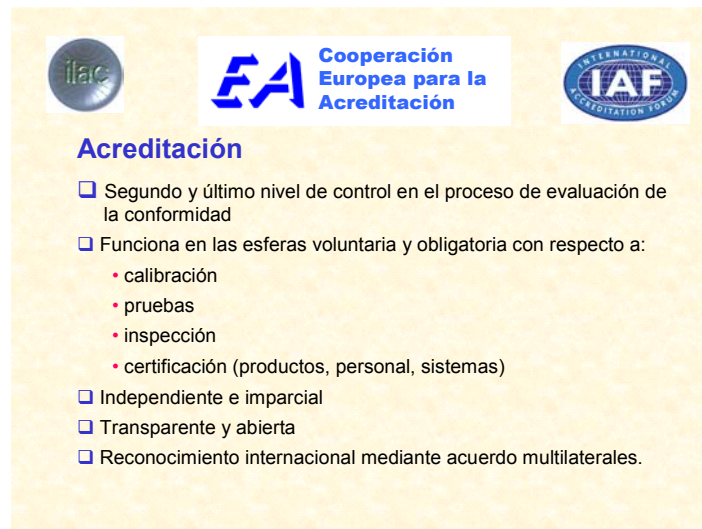 ilac
EA
Cooperación
Europea para la
Acreditación
INTERNATIONAL
IAF
ACCREDITATION FORUM
Acreditación
Segundo y último nivel de control en el proceso de evaluación de
la conformidad
Funciona en las esferas voluntaria y obligatoria con respecto a:
• calibración
• pruebas
• inspección
• certificación (productos, personal, sistemas)
Independiente e imparcial
Transparente y abierta
Reconocimiento internacional mediante acuerdo multilaterales.